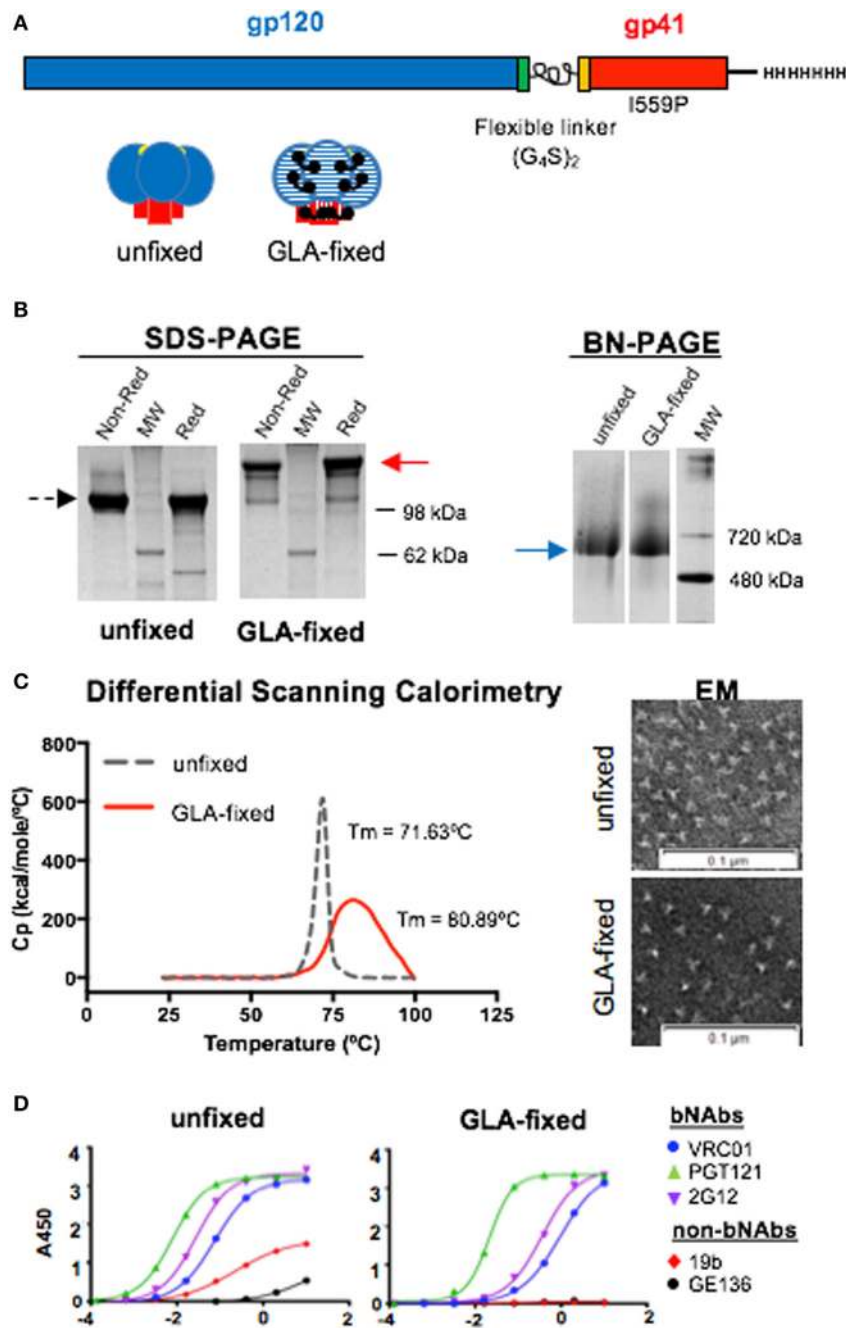 A
gp120
gp41
I559P
HHHHHHH
Flexible linker
(G4S)2
unfixed
GLA-fixed
B
SDS-PAGE
BN-PAGE
Non-Red
MW
Red
Non-Red
MW
Red
unfixed
GLA-fixed
MW
98 kDa
62 kDa
720 kDa
480 kDa
unfixed
GLA-fixed
C
Differential Scanning Calorimetry
EM
Cp (kcal/mole/ºC)
800
600
400
200
0
unfixed
GLA-fixed
Tm = 71.63ºC
Tm = 80.89ºC
0
25
50
75
100
125
Temperature (ºC)
unfixed
0.1 µm
GLA-fixed
0.1 µm
D
unfixed
GLA-fixed
A450
4
3
2
1
0
-4
-2
0
2
4
3
2
1
0
-4
-2
0
2
bNAbs
VRC01
PGT121
2G12
non-bNAbs
19b
GE136